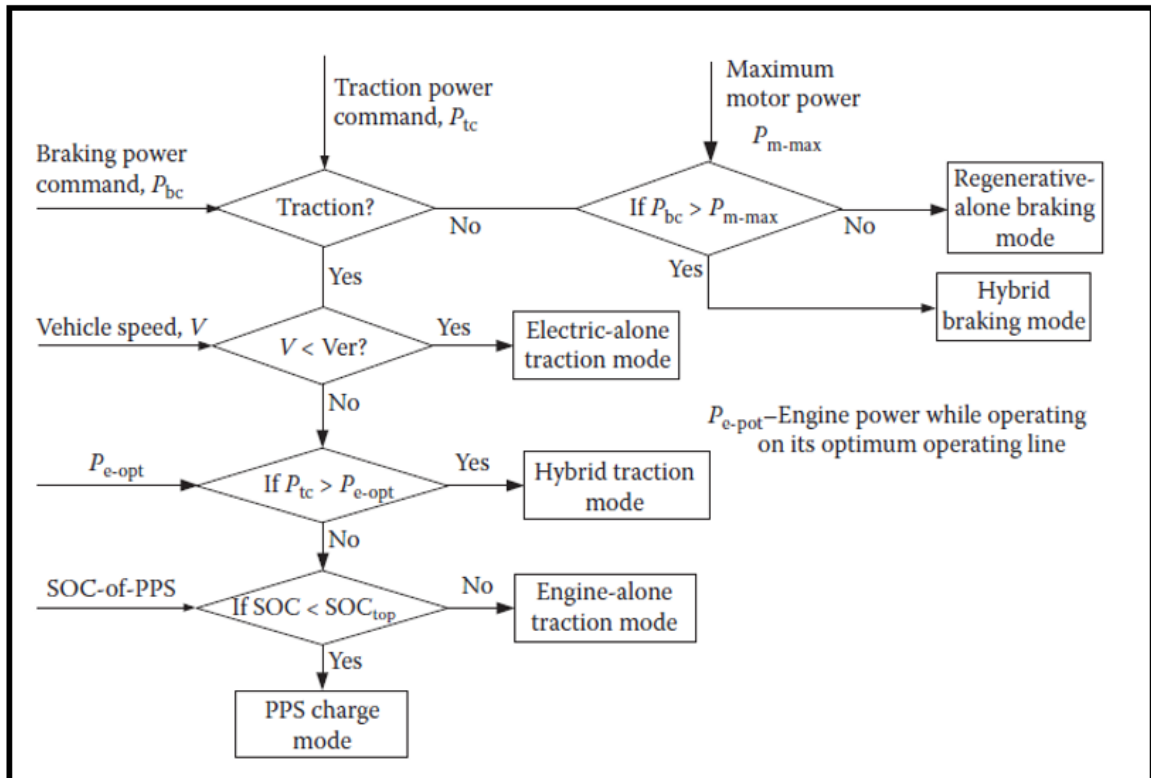 Traction power
command, P_tc
Maximum
motor power
P_m-max
Braking power
command, P_bc
Traction?
No
If P_bc > P_m-max
No
Regenerative-
alone braking
mode
Yes
Yes
Hybrid
braking mode
Vehicle speed, V
V < Ver?
Yes
Electric-alone
traction mode
No
P_e-pot–Engine power while operating
on its optimum operating line
P_e-opt
If P_tc > P_e-opt
Yes
Hybrid traction
mode
No
SOC-of-PPS
If SOC < SOC_top
No
Engine-alone
traction mode
Yes
PPS charge
mode